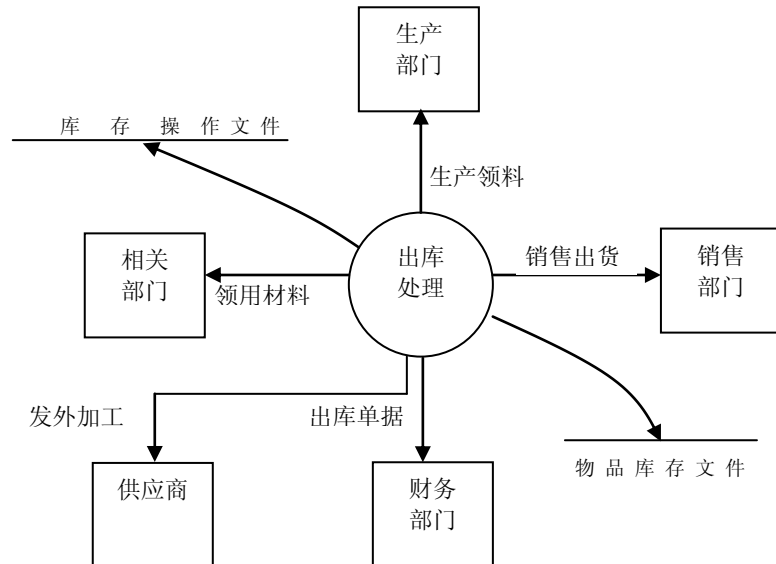 生产
部门
库 存 操 作 文 件
生产领料
相关
部门
领用材料
出库
处理
销售出货
销售
部门
发外加工
出库单据
物 品 库 存 文 件
供应商
财务
部门